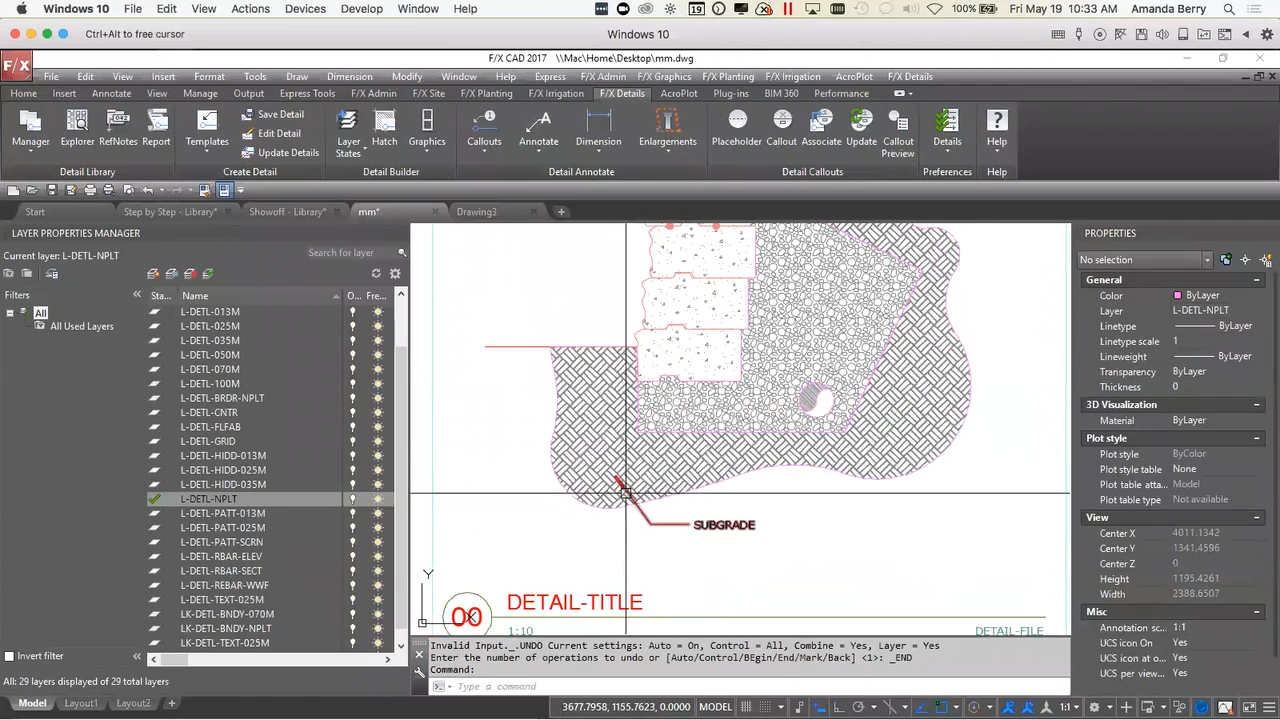 Windows 10 File Edit View Actions Devices Develop Window Help 19 100% Fri May 19 10:33 AM Amanda Berry
Ctrl+Alt to free cursor Windows 10
F/X F/X CAD 2017 \\Mac\Home\Desktop\mm.dwg
File Edit View Insert Format Tools Draw Dimension Modify Window Help Express F/X Admin F/X Graphics F/X Planting F/X Irrigation AcroPlot F/X Details
Home Insert Annotate View Manage Output Express Tools F/X Admin F/X Site F/X Planting F/X Irrigation F/X Details AcroPlot Plug-ins BIM 360 Performance
Save Detail
Edit Detail
Update Details
Manager Explorer RefNotes Report Templates Layer States Hatch Graphics Callouts Annotate Dimension Enlargements Placeholder Callout Associate Update Callout Preview Details Help
Detail Library Create Detail Detail Builder Detail Annotate Detail Callouts Preferences Help
Start Step by Step - Library* Showoff - Library* mm* Drawing3
LAYER PROPERTIES MANAGER
Current layer: L-DETL-NPLT Search for layer
Filters Sta... Name O... Fre...
All
All Used Layers
L-DETL-013M
L-DETL-025M
L-DETL-035M
L-DETL-050M
L-DETL-070M
L-DETL-100M
L-DETL-BRDR-NPLT
L-DETL-CNTR
L-DETL-FLFAB
L-DETL-GRID
L-DETL-HIDD-013M
L-DETL-HIDD-025M
L-DETL-HIDD-035M
L-DETL-NPLT
L-DETL-PATT-013M
L-DETL-PATT-025M
L-DETL-PATT-SCRN
L-DETL-RBAR-ELEV
L-DETL-RBAR-SECT
L-DETL-REBAR-WWF
L-DETL-TEXT-025M
LK-DETL-BNDY-070M
LK-DETL-BNDY-NPLT
LK-DETL-TEXT-025M
Invert filter
All: 29 layers displayed of 29 total layers
SUBGRADE
Y
X
00 DETAIL-TITLE
1:10 DETAIL-FILE
Invalid Input._.UNDO Current settings: Auto = On, Control = All, Combine = Yes, Layer = Yes
Enter the number of operations to undo or [Auto/Control/BEgin/End/Mark/Back] <1>: _END
Command:
Type a command
PROPERTIES
No selection
General
Color ByLayer
Layer L-DETL-NPLT
Linetype ByLayer
Linetype scale 1
Lineweight ByLayer
Transparency ByLayer
Thickness 0
3D Visualization
Material ByLayer
Plot style
Plot style ByColor
Plot style table None
Plot table atta... Model
Plot table type Not available
View
Center X 4011.1342
Center Y 1341.4596
Center Z 0
Height 1195.4261
Width 2388.6507
Misc
Annotation sc... 1:1
UCS icon On Yes
UCS icon at o... Yes
UCS per view... Yes
Model Layout1 Layout2 + 3677.7958, 1155.7623, 0.0000 MODEL 1:1